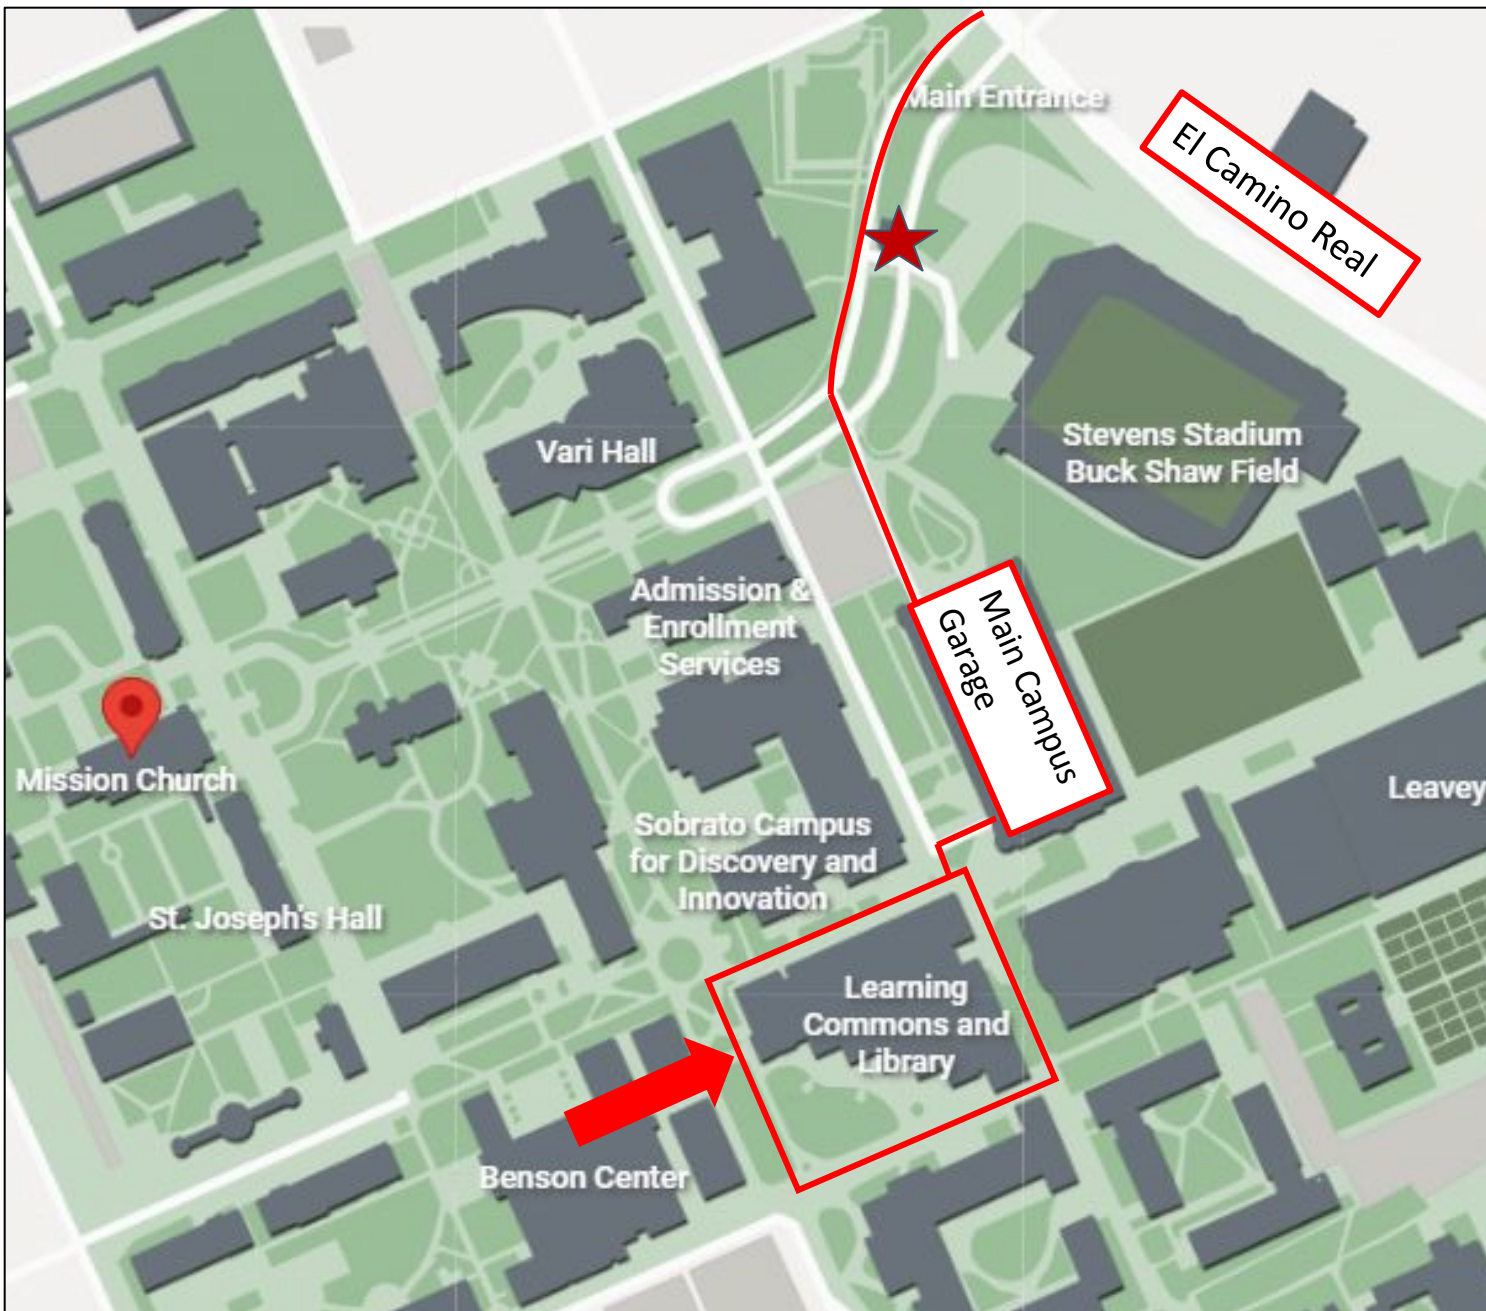 Main Entrance
El Camino Real
Vari Hall
Stevens Stadium
Buck Shaw Field
Admission &
Enrollment
Services
Main Campus
Garage
Mission Church
Leavey
Sobrato Campus
for Discovery and
Innovation
St. Joseph's Hall
Learning
Commons and
Library
Benson Center